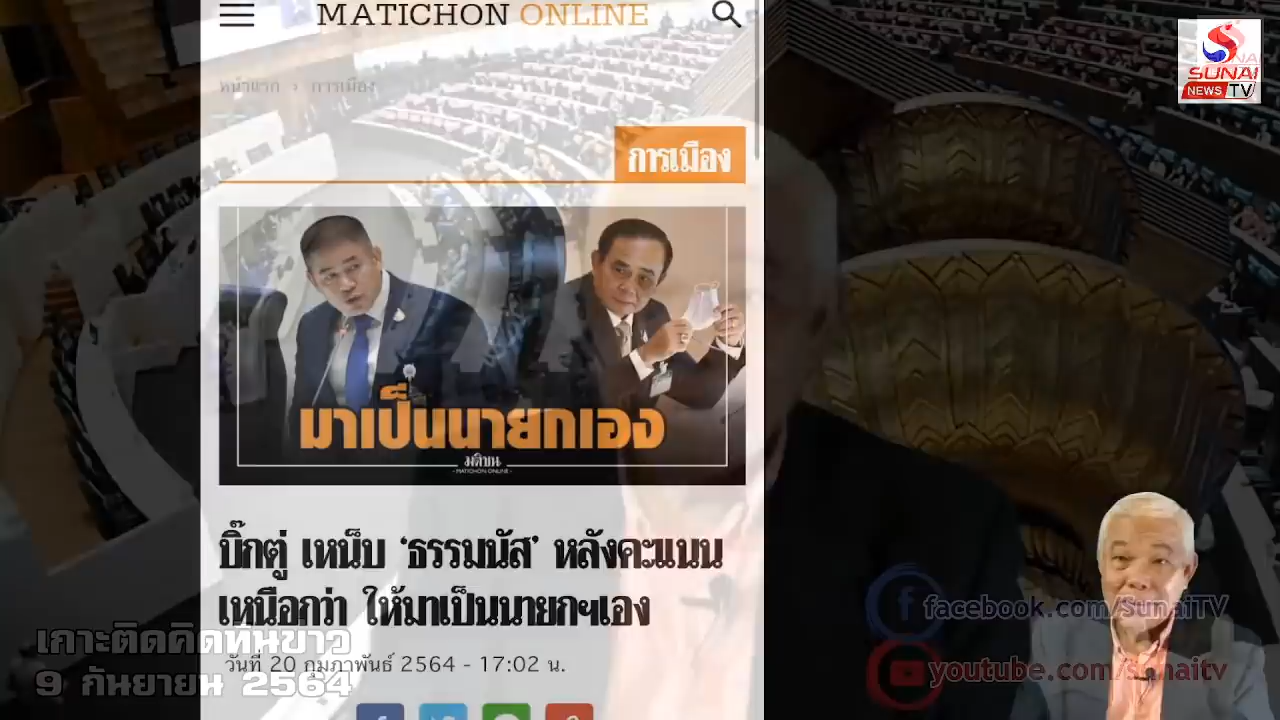 MATICHON ONLINE
SUNAI
NEWS TV
หน้าแรก › การเมือง
การเมือง
มาเป็นนายกเอง
มติชน
- MATICHON ONLINE -
บิ๊กตู่ เหน็บ ‘ธรรมนัส’ หลังคะแนน
เหนือกว่า ให้มาเป็นนายกฯเอง
วันที่ 20 กุมภาพันธ์ 2564 - 17:02 น.
เกาะติดคิดทันข่าว
9 กันยายน 2564
facebook.com/SunaiTV
youtube.com/sunaitv